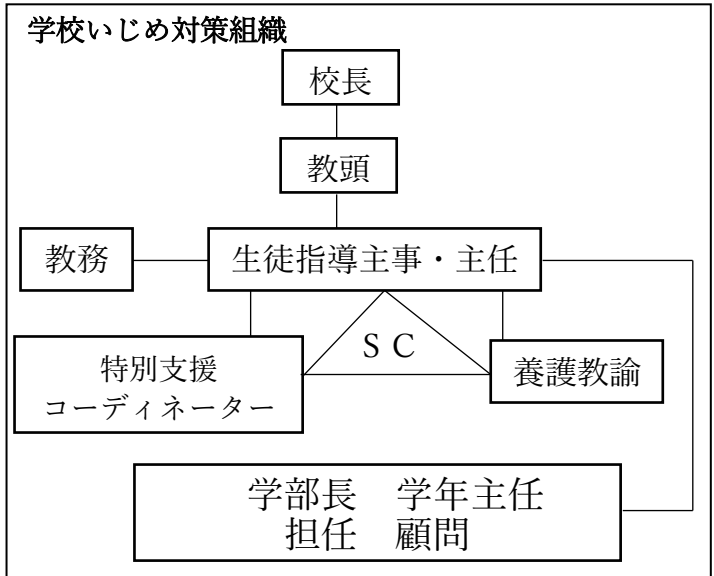 学校いじめ対策組織
校長
教頭
教務
生徒指導主事・主任
ＳＣ
特別支援
コーディネーター
養護教諭
学部長　学年主任
担任　顧問